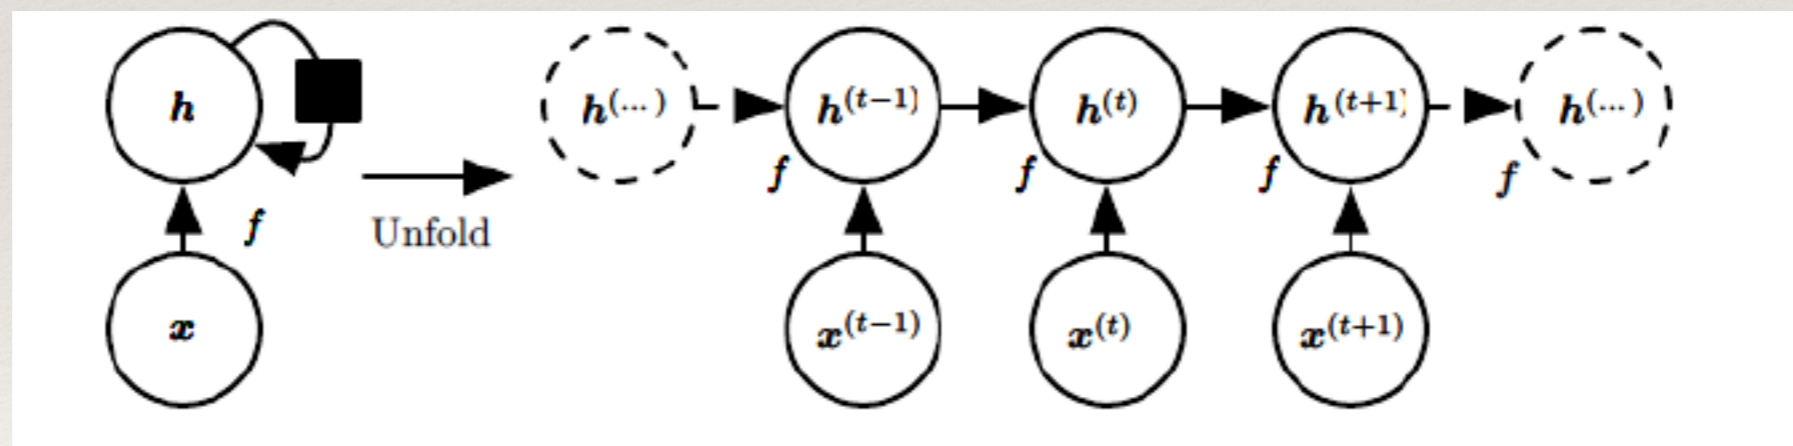 h h^(...) h^(t−1) h^(t) h^(t+1) h^(...)
f f f f
f Unfold
x x^(t−1) x^(t) x^(t+1)